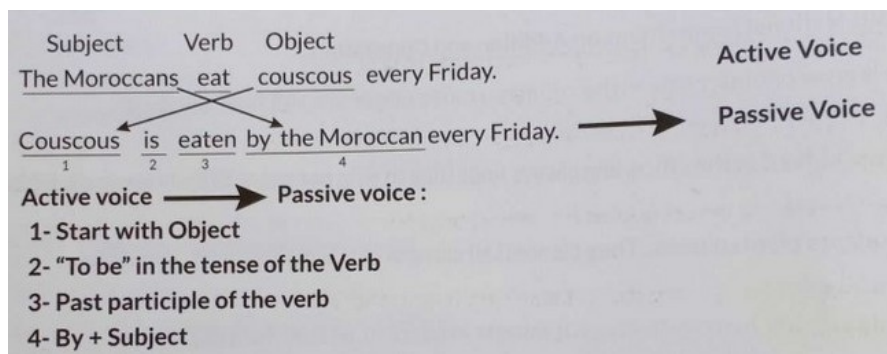 Subject Verb Object
Active Voice
The Moroccans eat couscous every Friday.
Passive Voice
Couscous is eaten by the Moroccan every Friday.
1 2 3 4
Active voice Passive voice :
1- Start with Object
2- “To be” in the tense of the Verb
3- Past participle of the verb
4- By + Subject